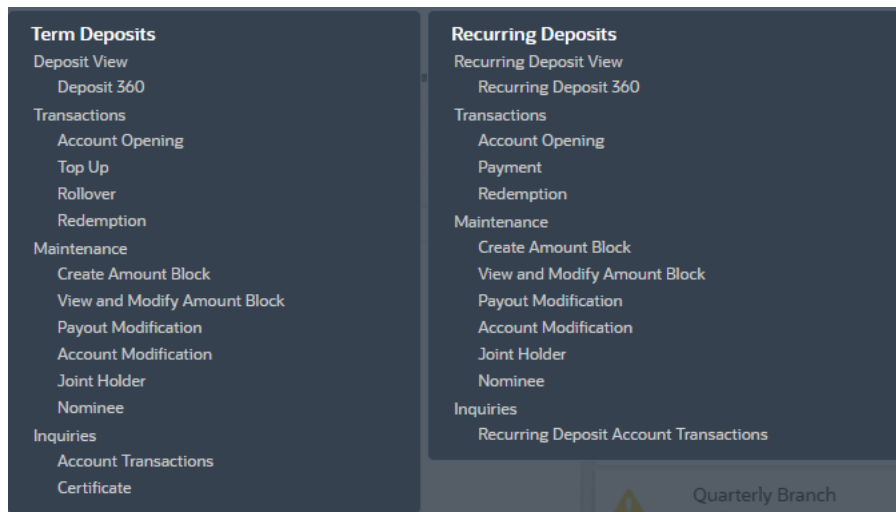 Term Deposits
Deposit View
Deposit 360
Transactions
Account Opening
Top Up
Rollover
Redemption
Maintenance
Create Amount Block
View and Modify Amount Block
Payout Modification
Account Modification
Joint Holder
Nominee
Inquiries
Account Transactions
Certificate
Recurring Deposits
Recurring Deposit View
Recurring Deposit 360
Transactions
Account Opening
Payment
Redemption
Maintenance
Create Amount Block
View and Modify Amount Block
Payout Modification
Account Modification
Joint Holder
Nominee
Inquiries
Recurring Deposit Account Transactions
Quarterly Branch